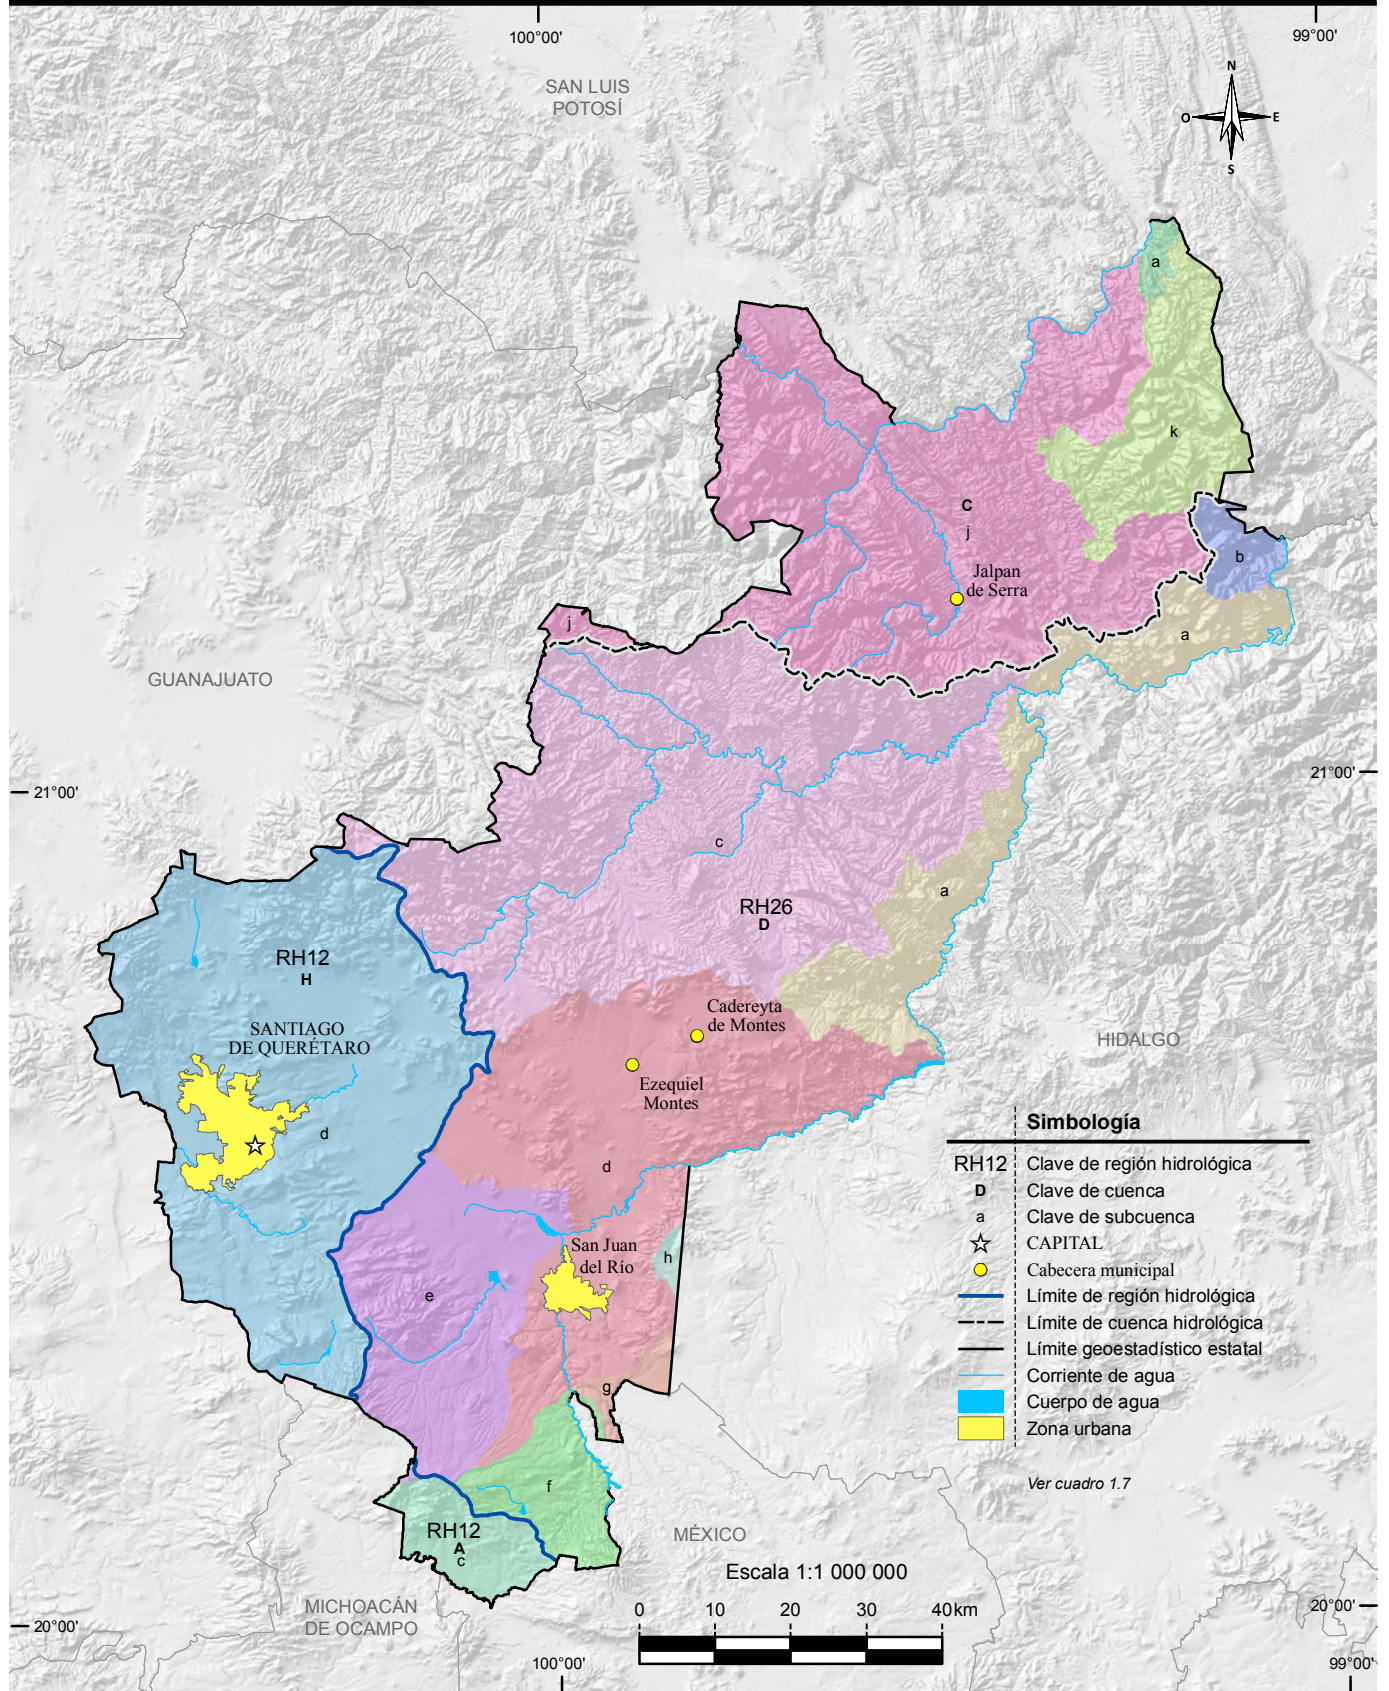 100°00'
99°00'
SAN LUIS
POTOSÍ
N
O
E
S
a
k
C
j
b
Jalpan
de Serra
j
a
GUANAJUATO
21°00'
21°00'
c
a
RH26
D
RH12
H
Cadereyta
de Montes
SANTIAGO
DE QUERÉTARO
HIDALGO
Ezequiel
Montes
d
d
Simbología
RH12 Clave de región hidrológica
D Clave de cuenca
a Clave de subcuenca
CAPITAL
Cabecera municipal
Límite de región hidrológica
Límite de cuenca hidrológica
Límite geoestadístico estatal
Corriente de agua
Cuerpo de agua
Zona urbana
San Juan
del Río
h
e
g
Ver cuadro 1.7
f
RH12
A
C
MÉXICO
Escala 1:1 000 000
MICHOACÁN
DE OCAMPO
0 10 20 30 40km
20°00'
20°00'
100°00'
99°00'